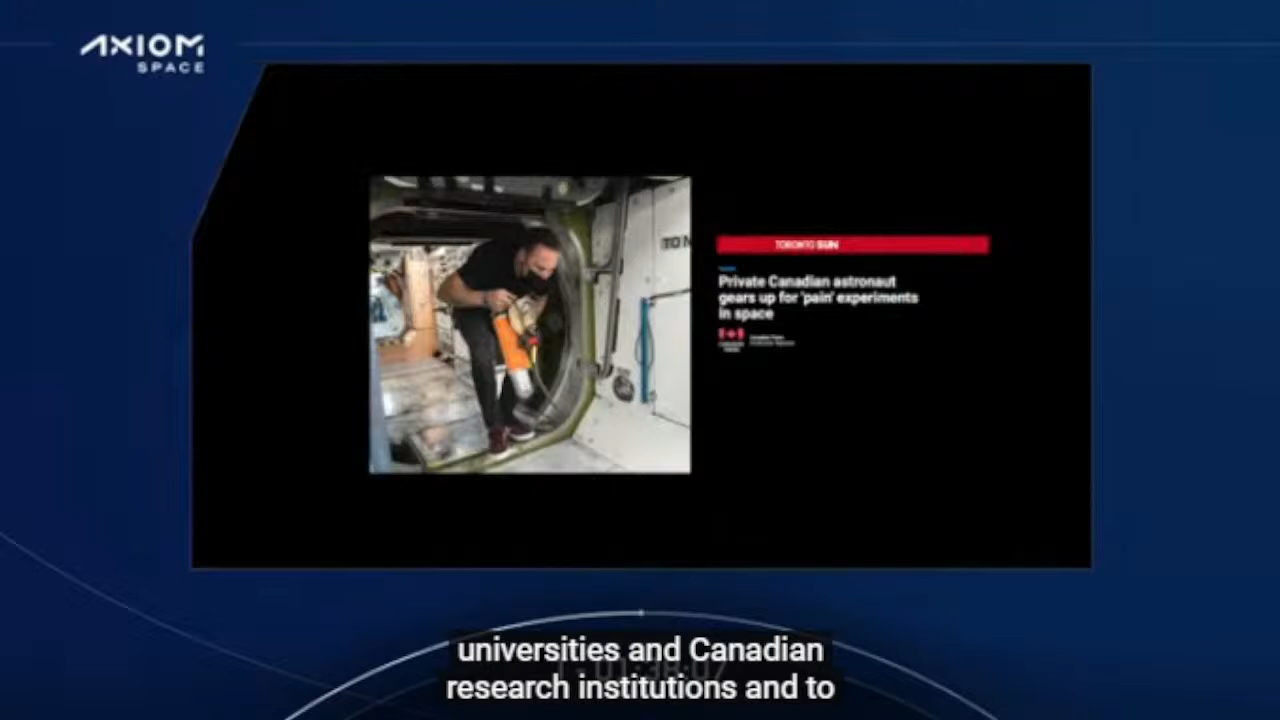 AXIOM
SPACE
TORONTO SUN
Private Canadian astronaut
gears up for 'pain' experiments
in space
universities and Canadian
research institutions and to